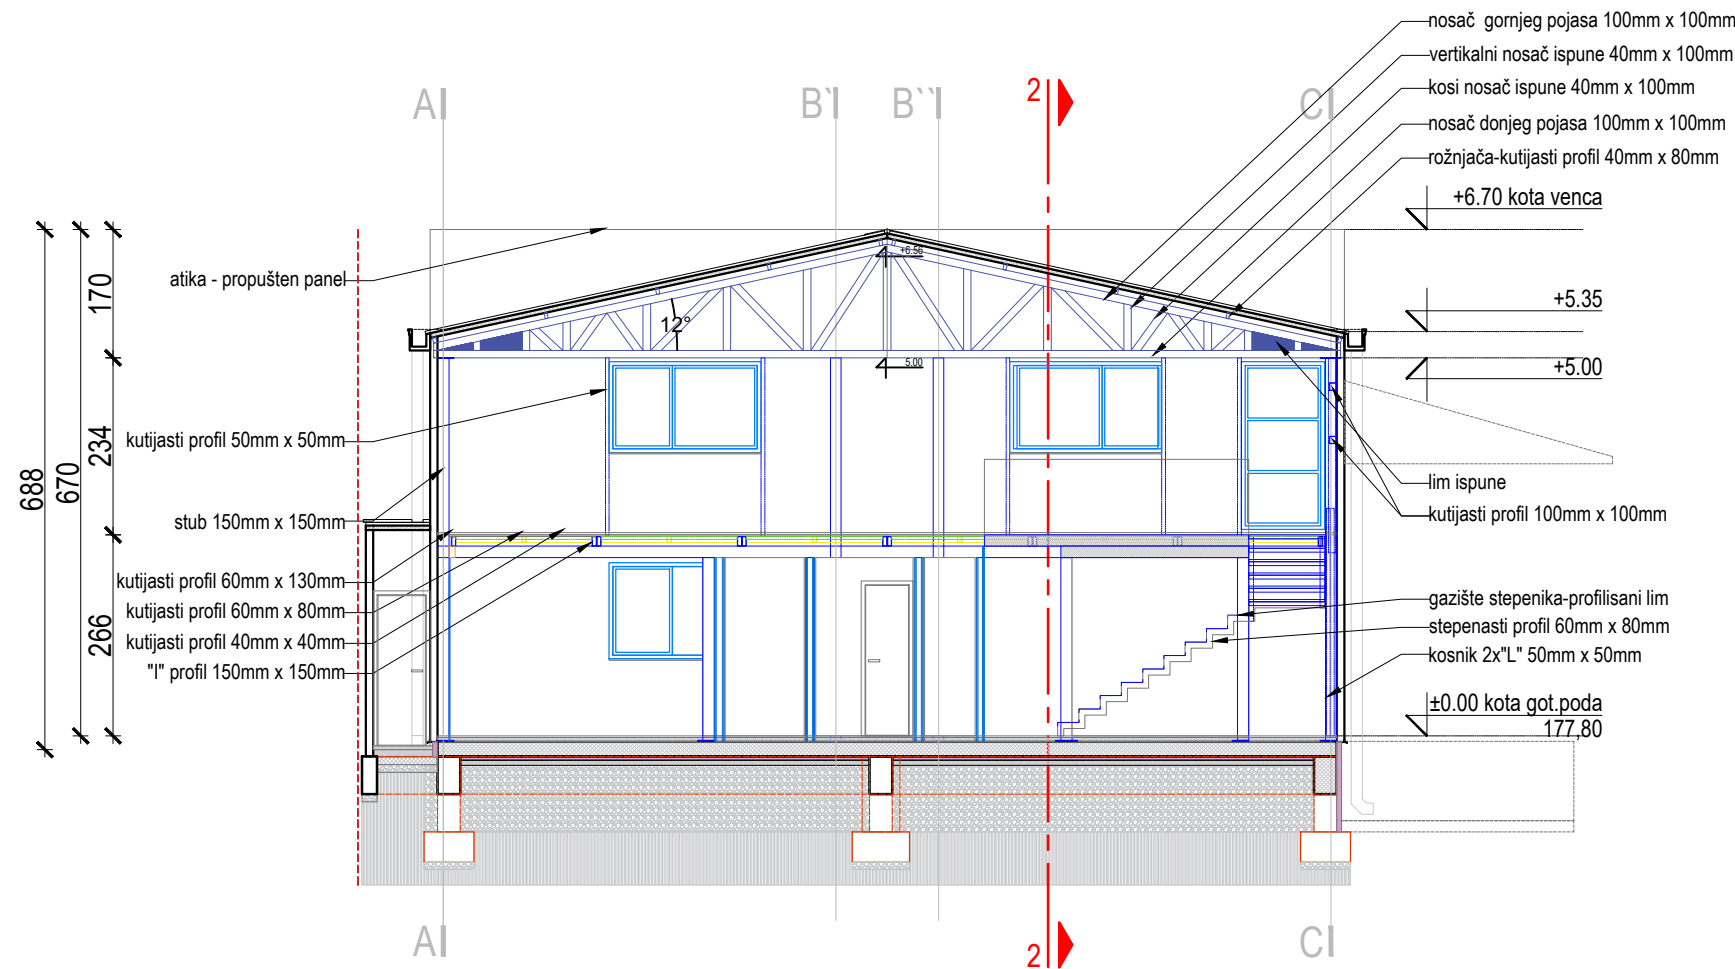 nosač  gornjeg pojasa 100mm x 100mm
vertikalni nosač ispune 40mm x 100mm
kosi nosač ispune 40mm x 100mm
nosač donjeg pojasa 100mm x 100mm
rožnjača-kutijasti profil 40mm x 80mm
A
B`
B``
2
C
+6.70 kota venca
+5.35
+5.00
atika - propušten panel
+6.56
12°
5.00
170
234
266
670
688
kutijasti profil 50mm x 50mm
stub 150mm x 150mm
kutijasti profil 60mm x 130mm
kutijasti profil 60mm x 80mm
kutijasti profil 40mm x 40mm
"I" profil 150mm x 150mm
lim ispune
kutijasti profil 100mm x 100mm
gazište stepenika-profilisani lim
stepenasti profil 60mm x 80mm
kosnik 2x"L" 50mm x 50mm
±0.00 kota got.poda
177,80
A
2
C